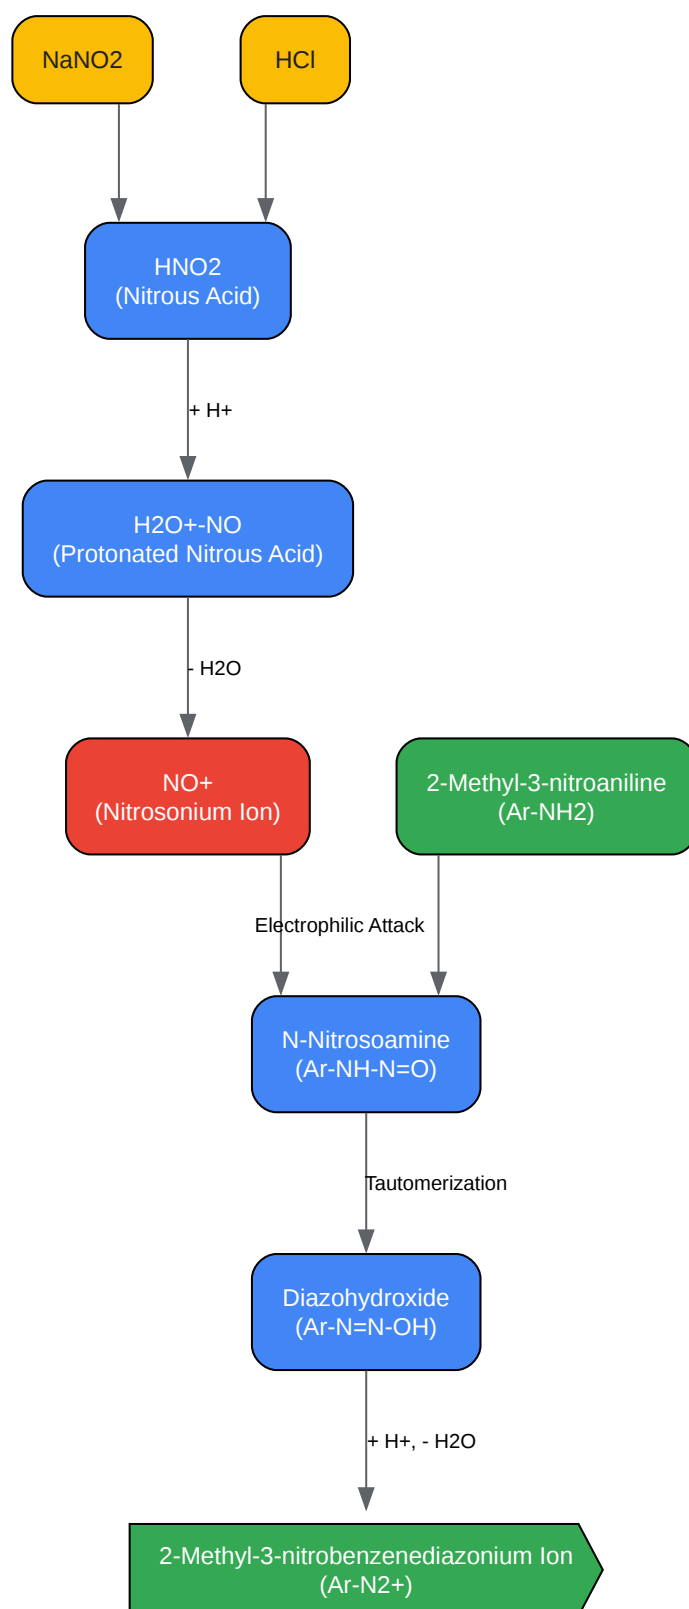 NaNO2
HCl
HNO2
(Nitrous Acid)
+ H+
H2O+-NO
(Protonated Nitrous Acid)
- H2O
NO+
(Nitrosonium Ion)
2-Methyl-3-nitroaniline
(Ar-NH2)
Electrophilic Attack
N-Nitrosoamine
(Ar-NH-N=O)
Tautomerization
Diazohydroxide
(Ar-N=N-OH)
+ H+, - H2O
2-Methyl-3-nitrobenzenediazonium Ion
(Ar-N2+)